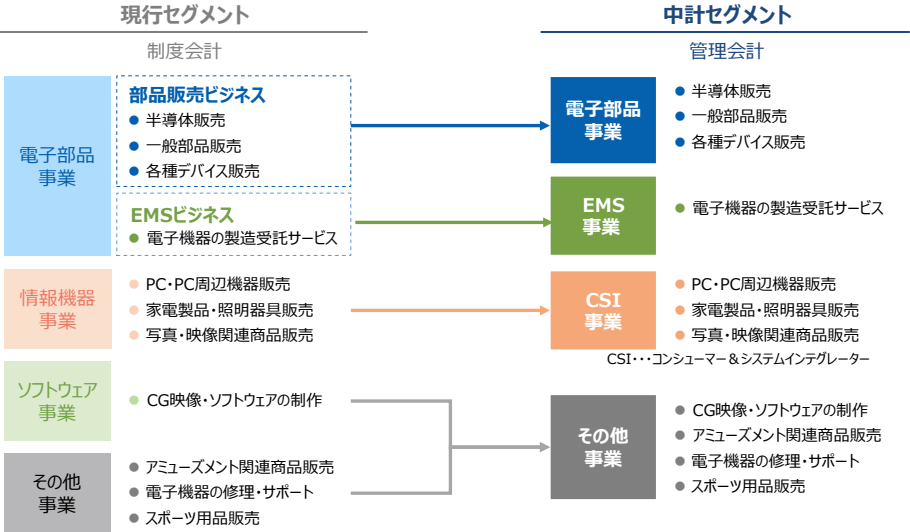 現行セグメント
制度会計
電子部品
事業
部品販売ビジネス
● 半導体販売
● 一般部品販売
● 各種デバイス販売
EMSビジネス
● 電子機器の製造受託サービス
情報機器
事業
● PC・PC周辺機器販売
● 家電製品・照明器具販売
● 写真・映像関連商品販売
ソフトウェア
事業
● CG映像・ソフトウェアの制作
その他
事業
● アミューズメント関連商品販売
● 電子機器の修理・サポート
● スポーツ用品販売
中計セグメント
管理会計
電子部品
事業
● 半導体販売
● 一般部品販売
● 各種デバイス販売
EMS
事業
● 電子機器の製造受託サービス
CSI
事業
● PC・PC周辺機器販売
● 家電製品・照明器具販売
● 写真・映像関連商品販売
CSI・・・コンシューマー＆システムインテグレーター
その他
事業
● CG映像・ソフトウェアの制作
● アミューズメント関連商品販売
● 電子機器の修理・サポート
● スポーツ用品販売